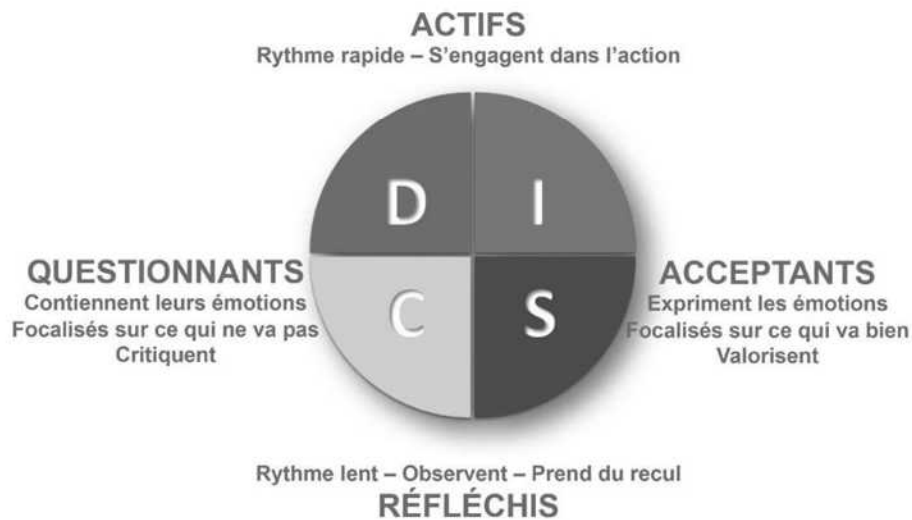 ACTIFS
Rythme rapide – S'engagent dans l'action
D
I
QUESTIONNANTS
Contiennent leurs émotions
Focalisés sur ce qui ne va pas
Critiquent
C
S
ACCEPTANTS
Expriment les émotions
Focalisés sur ce qui va bien
Valorisent
Rythme lent – Observent – Prend du recul
RÉFLÉCHIS